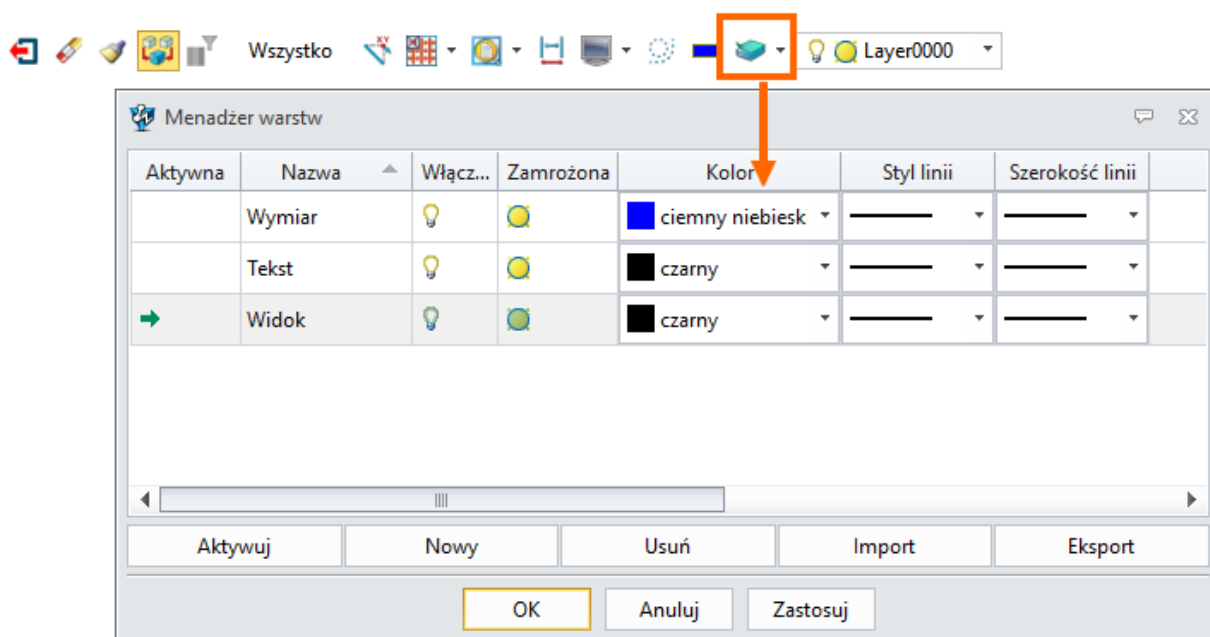 Wszystko XY Layer0000
Menadżer warstw
Aktywna Nazwa Włącz... Zamrożona Kolor Styl linii Szerokość linii
Wymiar ciemny niebiesk
Tekst czarny
Widok czarny
Aktywuj Nowy Usuń Import Eksport
OK Anuluj Zastosuj